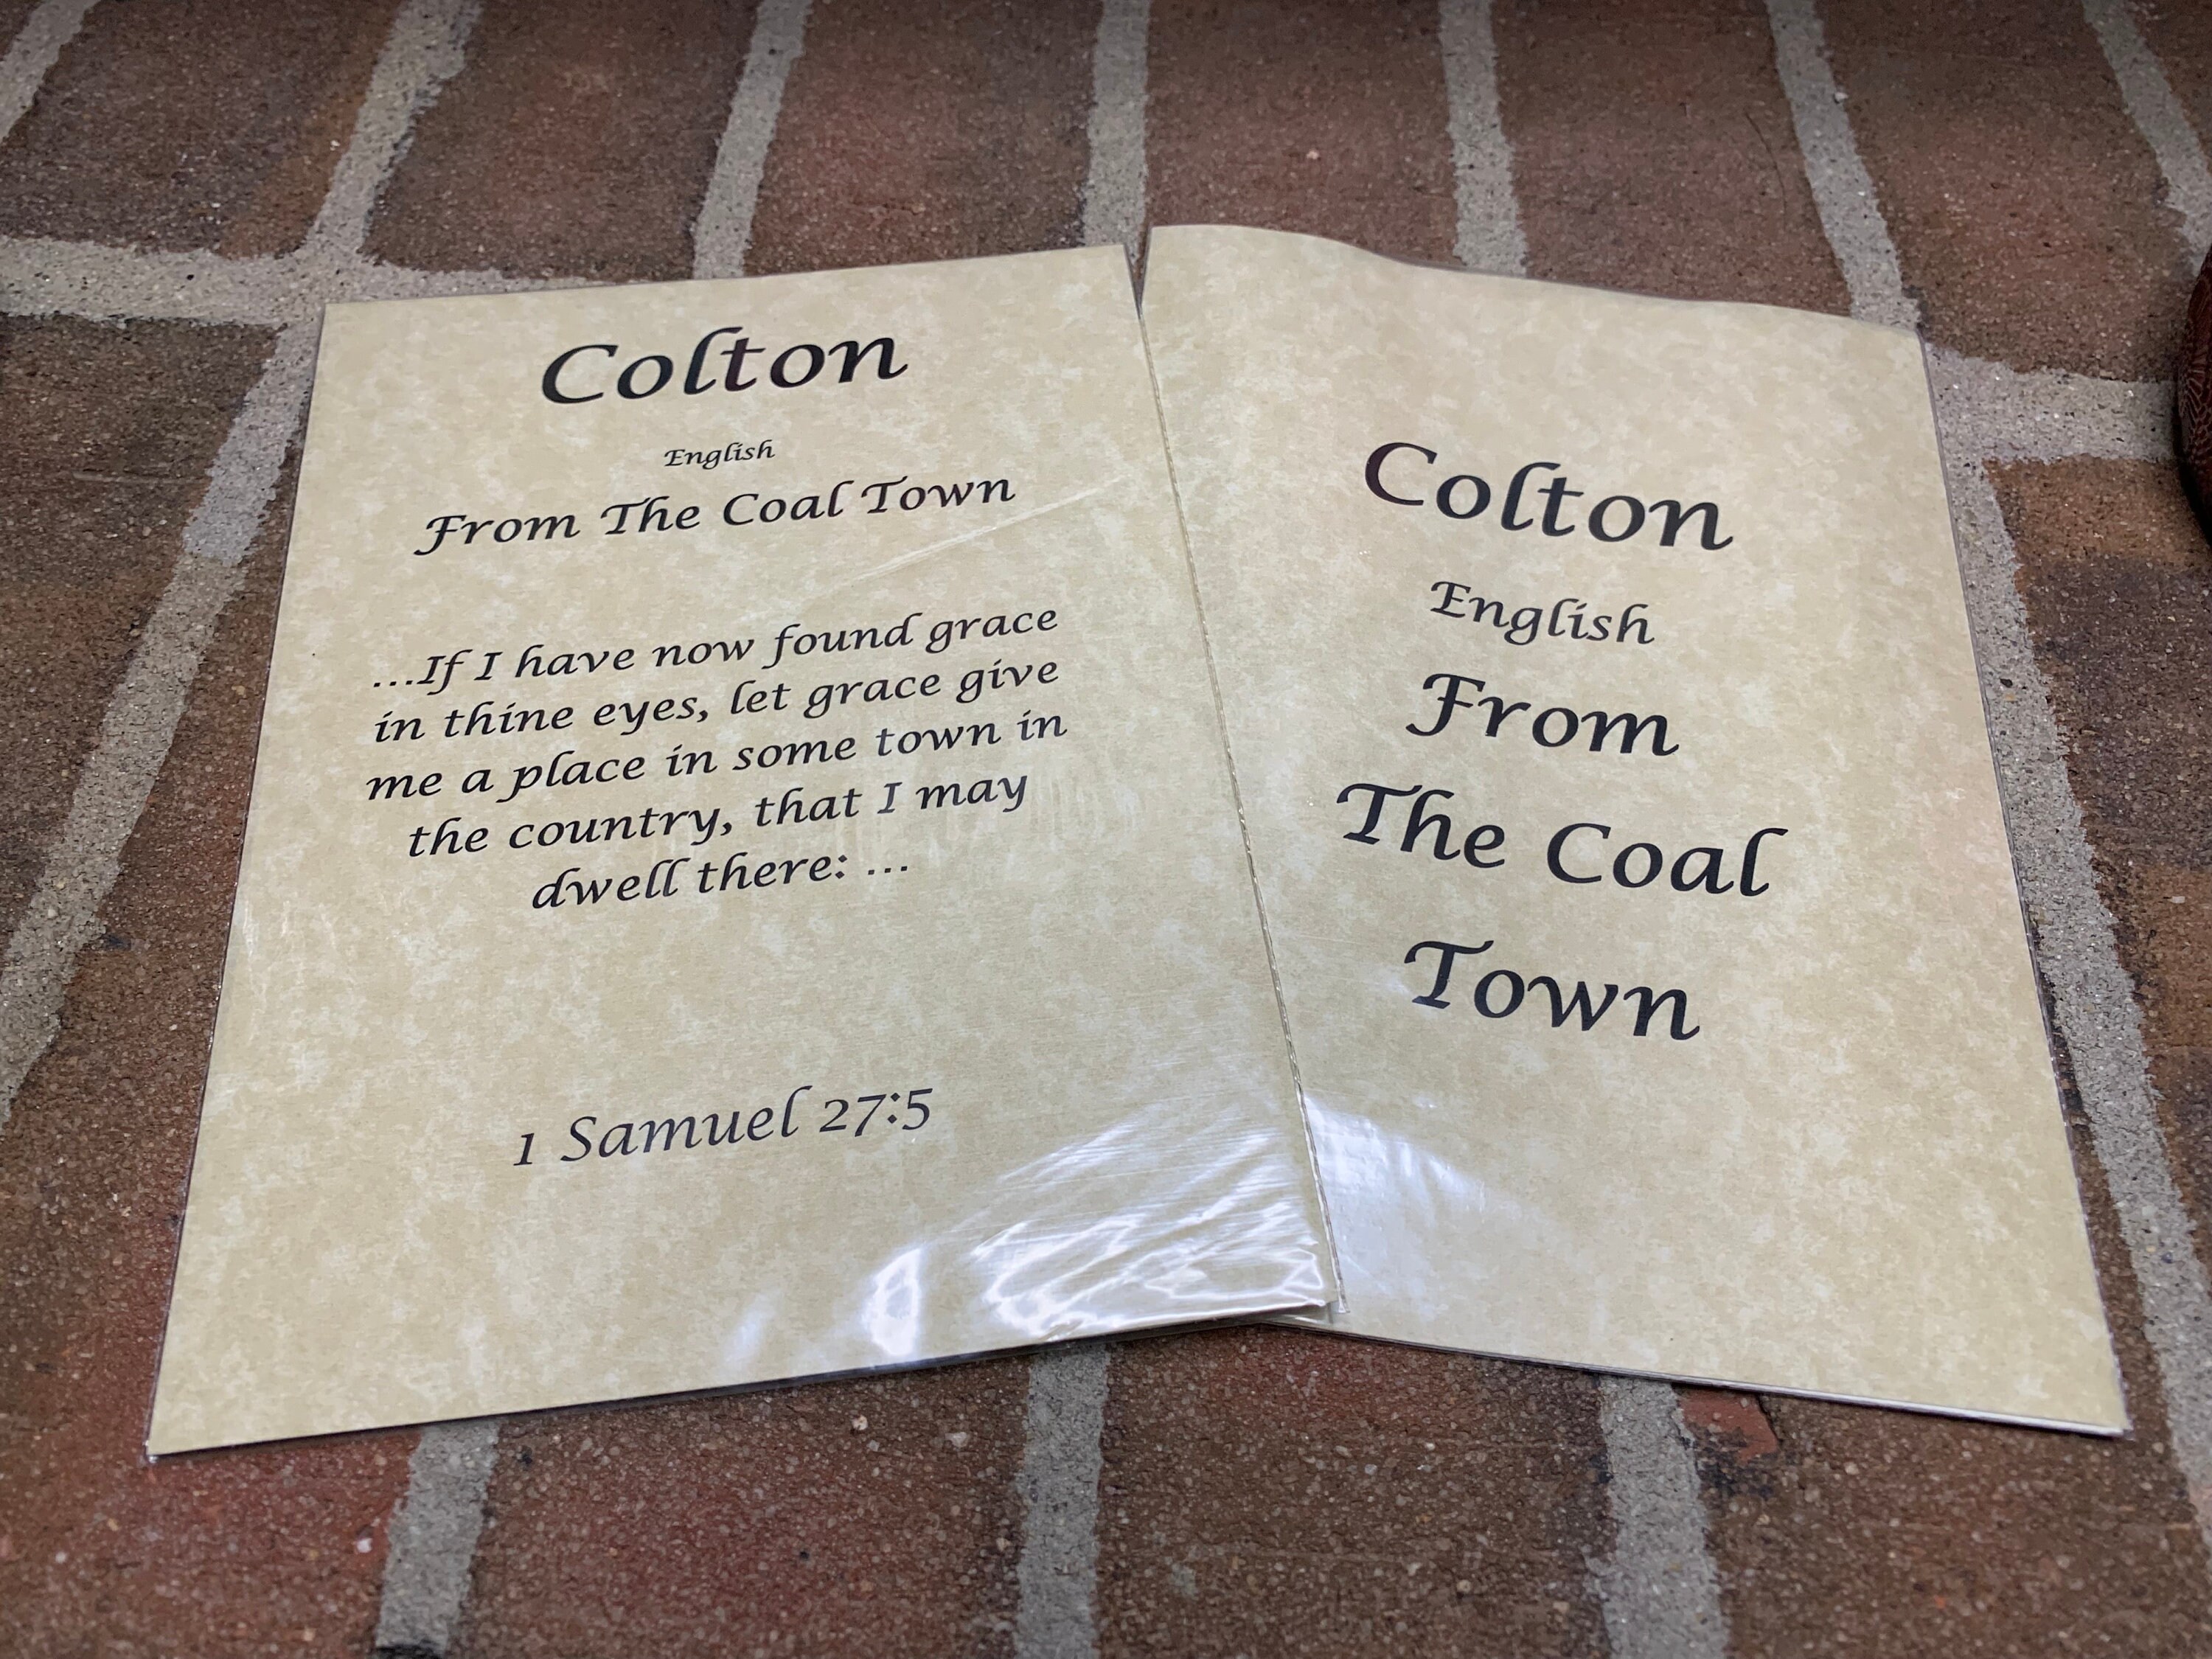 Colton
English
From The Coal Town
...If I have now found grace
in thine eyes, let grace give
me a place in some town in
the country, that I may
dwell there: ...
1 Samuel 27:5
Colton
English
From
The Coal
Town